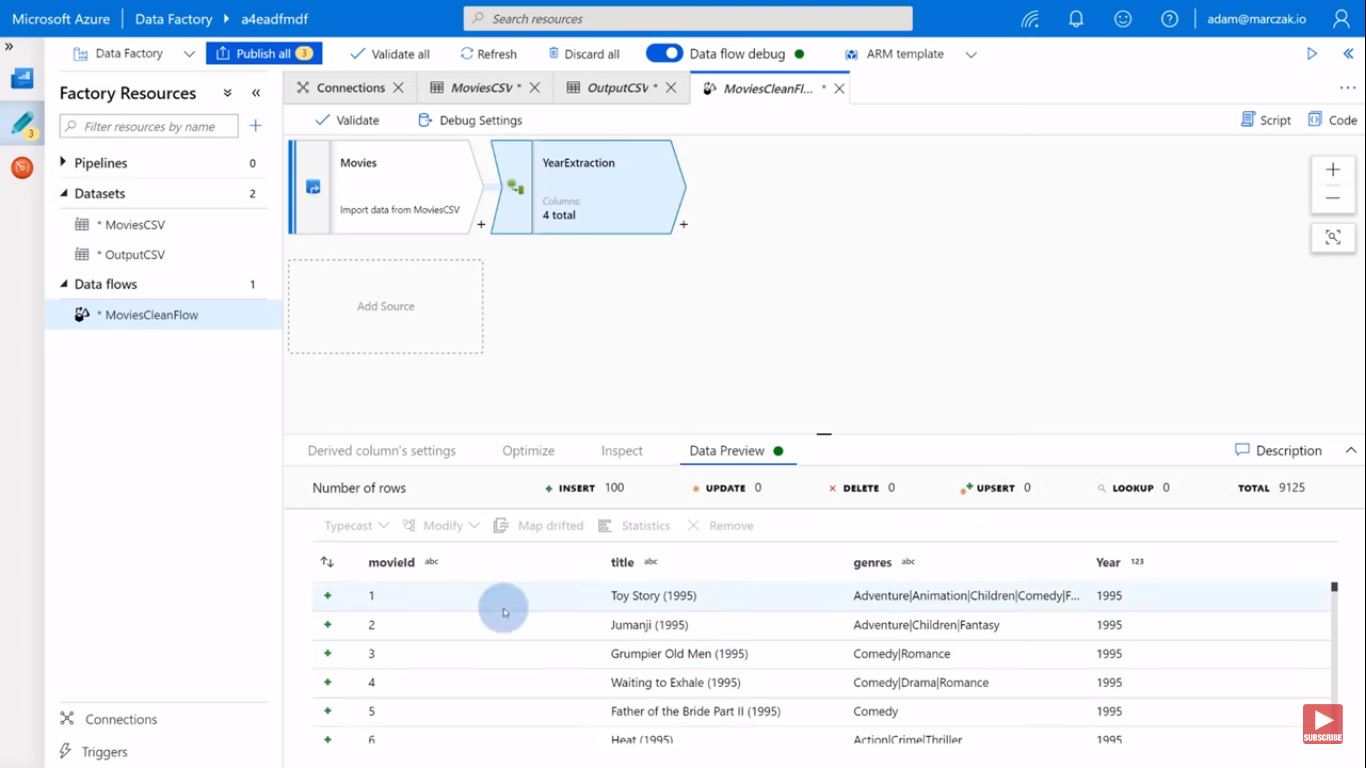 Microsoft Azure Data Factory a4eadfmdf Search resources adam@marczak.io
Data Factory Publish all 3 Validate all Refresh Discard all Data flow debug ARM template
Factory Resources
Connections MoviesCSV * OutputCSV * MoviesCleanFl... *
Filter resources by name
Validate Debug Settings Script Code
3
Pipelines 0
Datasets 2
* MoviesCSV
* OutputCSV
Data flows 1
* MoviesCleanFlow
Movies
Import data from MoviesCSV
+
YearExtraction
Columns:
4 total
+
Add Source
Derived column's settings Optimize Inspect Data Preview Description
Number of rows INSERT 100 UPDATE 0 DELETE 0 UPSERT 0 LOOKUP 0 TOTAL 9125
Typecast Modify Map drifted Statistics Remove
movieId abc title abc genres abc Year 123
1 Toy Story (1995) Adventure|Animation|Children|Comedy|F... 1995
2 Jumanji (1995) Adventure|Children|Fantasy 1995
3 Grumpier Old Men (1995) Comedy|Romance 1995
4 Waiting to Exhale (1995) Comedy|Drama|Romance 1995
5 Father of the Bride Part II (1995) Comedy 1995
6 Heat (1995) Action|Crime|Thriller 1995
Connections
Triggers
SUBSCRIBE